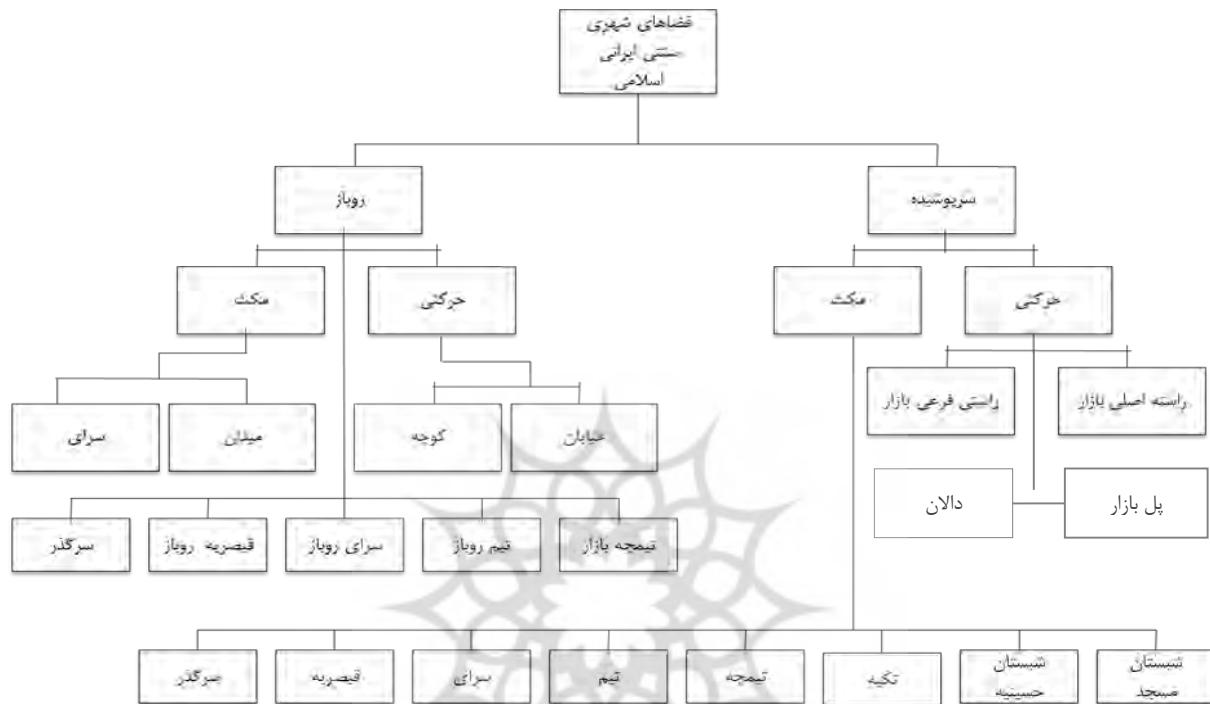 فضاهای شهری
سنتی ایرانی
اسلامی
سرپوشیده
روباز
حرکتی
مکث
حرکتی
مکث
راسته اصلی بازار
راستی فرعی بازار
خیابان
کوچه
میدان
سرای
پل بازار
دالان
تیمچه بازار
تیم روباز
سرای روباز
قیصریه روباز
سرگذر
شبستان
مسجد
شبستان
حسینیه
تکیه
تیمچه
تیم
سرای
قیصریه
سرگذر